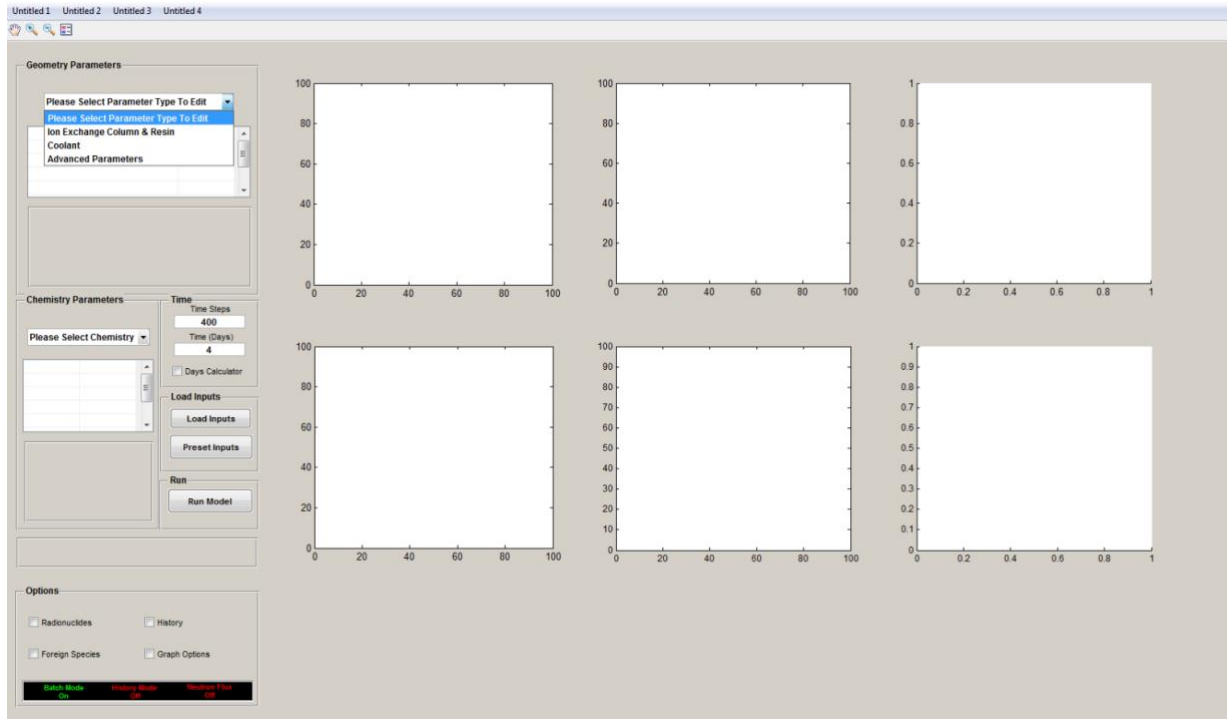 Untitled 1 Untitled 2 Untitled 3 Untitled 4
Geometry Parameters
Please Select Parameter Type To Edit
Please Select Parameter Type To Edit
Ion Exchange Column & Resin
Coolant
Advanced Parameters
100
80
60
40
20
0
0 20 40 60 80 100
100
80
60
40
20
0
0 20 40 60 80 100
1
0.8
0.6
0.4
0.2
0
0 0.2 0.4 0.6 0.8 1
Chemistry Parameters
Please Select Chemistry
Time
Time Steps
400
Time (Days)
4
Days Calculator
Load Inputs
Load Inputs
Preset Inputs
Run
Run Model
100
80
60
40
20
0
0 20 40 60 80 100
100
90
80
70
60
50
40
30
20
10
0
0 20 40 60 80 100
1
0.9
0.8
0.7
0.6
0.5
0.4
0.3
0.2
0.1
0
0 0.2 0.4 0.6 0.8 1
Options
Radionuclides History
Foreign Species Graph Options
Batch Mode History Mode Neutron Flux
On Off Off